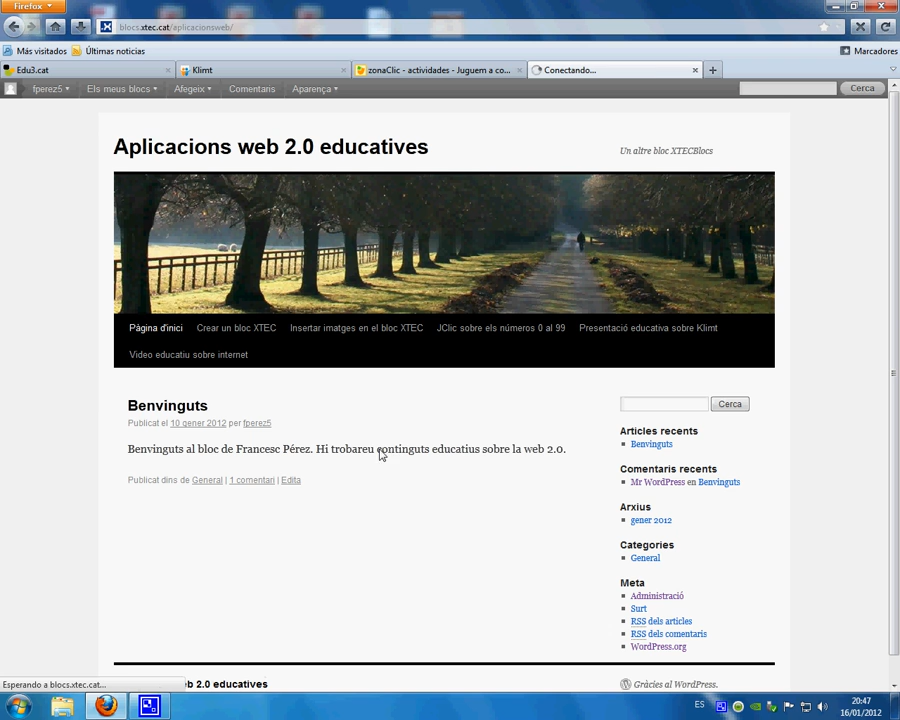 Firefox
blocs.xtec.cat/aplicacionsweb/
Más visitados
Últimas noticias
Marcadores
Edu3.cat
Klimt
zonaClic - actividades - Juguem a co...
Conectando...
fperez5
Els meus blocs
Afegeix
Comentaris
Aparença
Cerca
Aplicacions web 2.0 educatives
Un altre bloc XTECBlocs
Pàgina d'inici
Crear un bloc XTEC
Insertar imatges en el bloc XTEC
JClic sobre els números 0 al 99
Presentació educativa sobre Klimt
Video educatiu sobre internet
Benvinguts
Publicat el 10 gener 2012 per fperez5
Benvinguts al bloc de Francesc Pérez. Hi trobareu continguts educatius sobre la web 2.0.
Publicat dins de General | 1 comentari | Edita
Cerca
Articles recents
Benvinguts
Comentaris recents
Mr WordPress en Benvinguts
Arxius
gener 2012
Categories
General
Meta
Administració
Surt
RSS dels articles
RSS dels comentaris
WordPress.org
Esperando a blocs.xtec.cat...
b 2.0 educatives
Gràcies al WordPress.
ES
20:47
16/01/2012